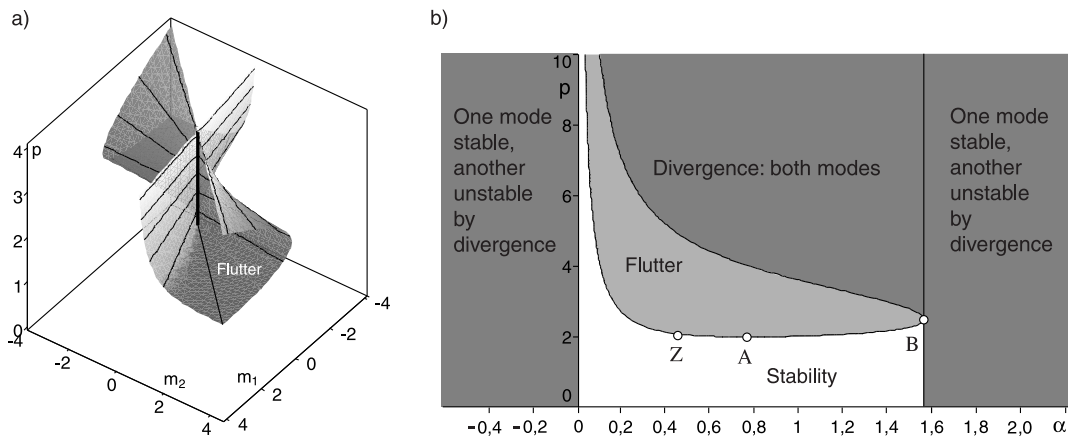 a)
p
4
3
2
1
0
-4
-2
0
2
4
m2
m1
4
2
0
-2
-4
Flutter
b)
10
p
8
6
4
2
0
One mode
stable,
another
unstable
by
divergence
Divergence: both modes
Flutter
Z
A
B
Stability
One mode
stable,
another
unstable
by
divergence
-0,4
-0,2
0
0,2
0,4
0,6
0,8
1
1,2
1,4
1,6
1,8
2,0
α